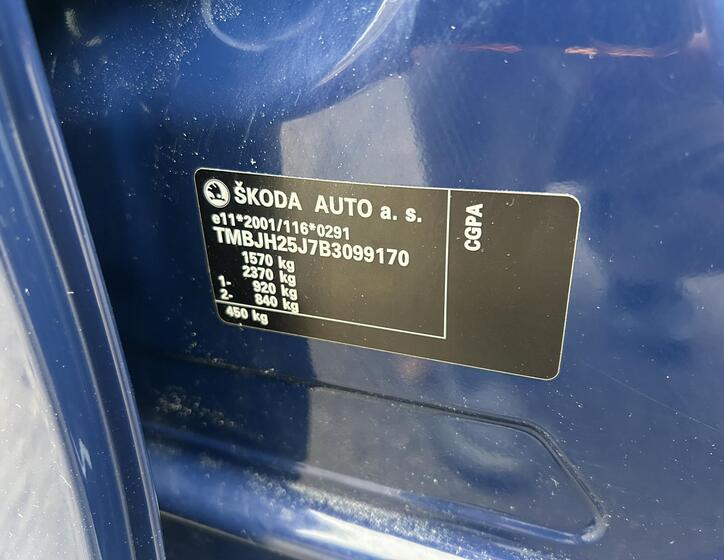 ŠKODA AUTO a. s.
e11*2001/116*0291
TMBJH25J7B3099170
1570 kg
2370 kg
1- 920 kg
2- 840 kg
450 kg
CGPA